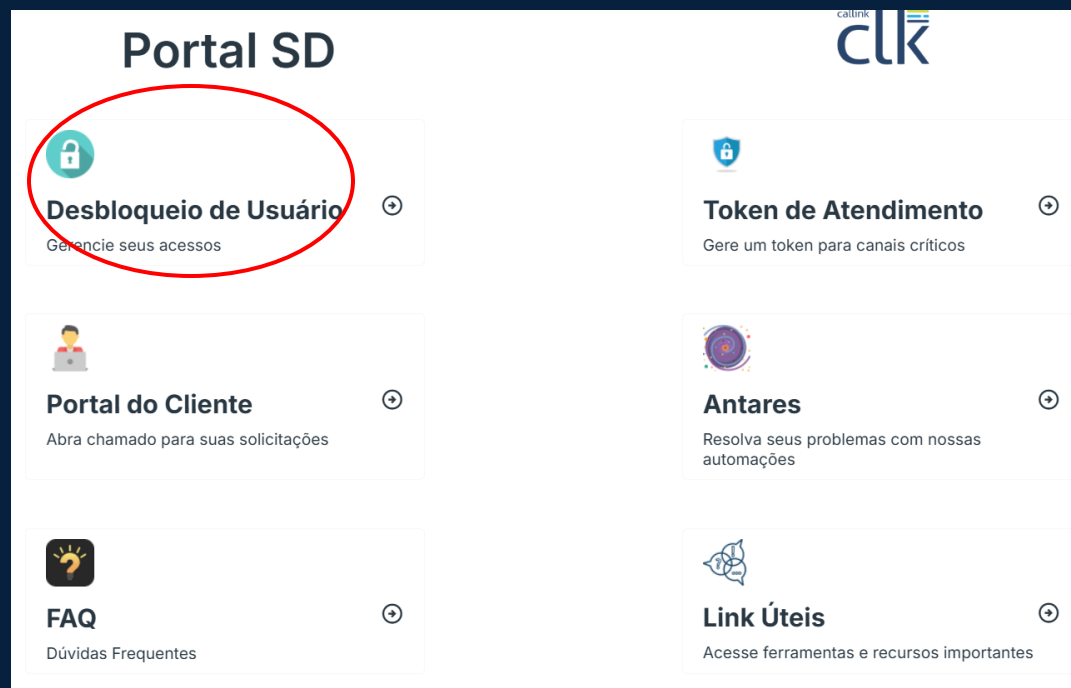 Portal SD
callink
clk
Desbloqueio de Usuário
Gerencie seus acessos
Token de Atendimento
Gere um token para canais críticos
Portal do Cliente
Abra chamado para suas solicitações
Antares
Resolva seus problemas com nossas
automações
FAQ
Dúvidas Frequentes
Link Úteis
Acesse ferramentas e recursos importantes